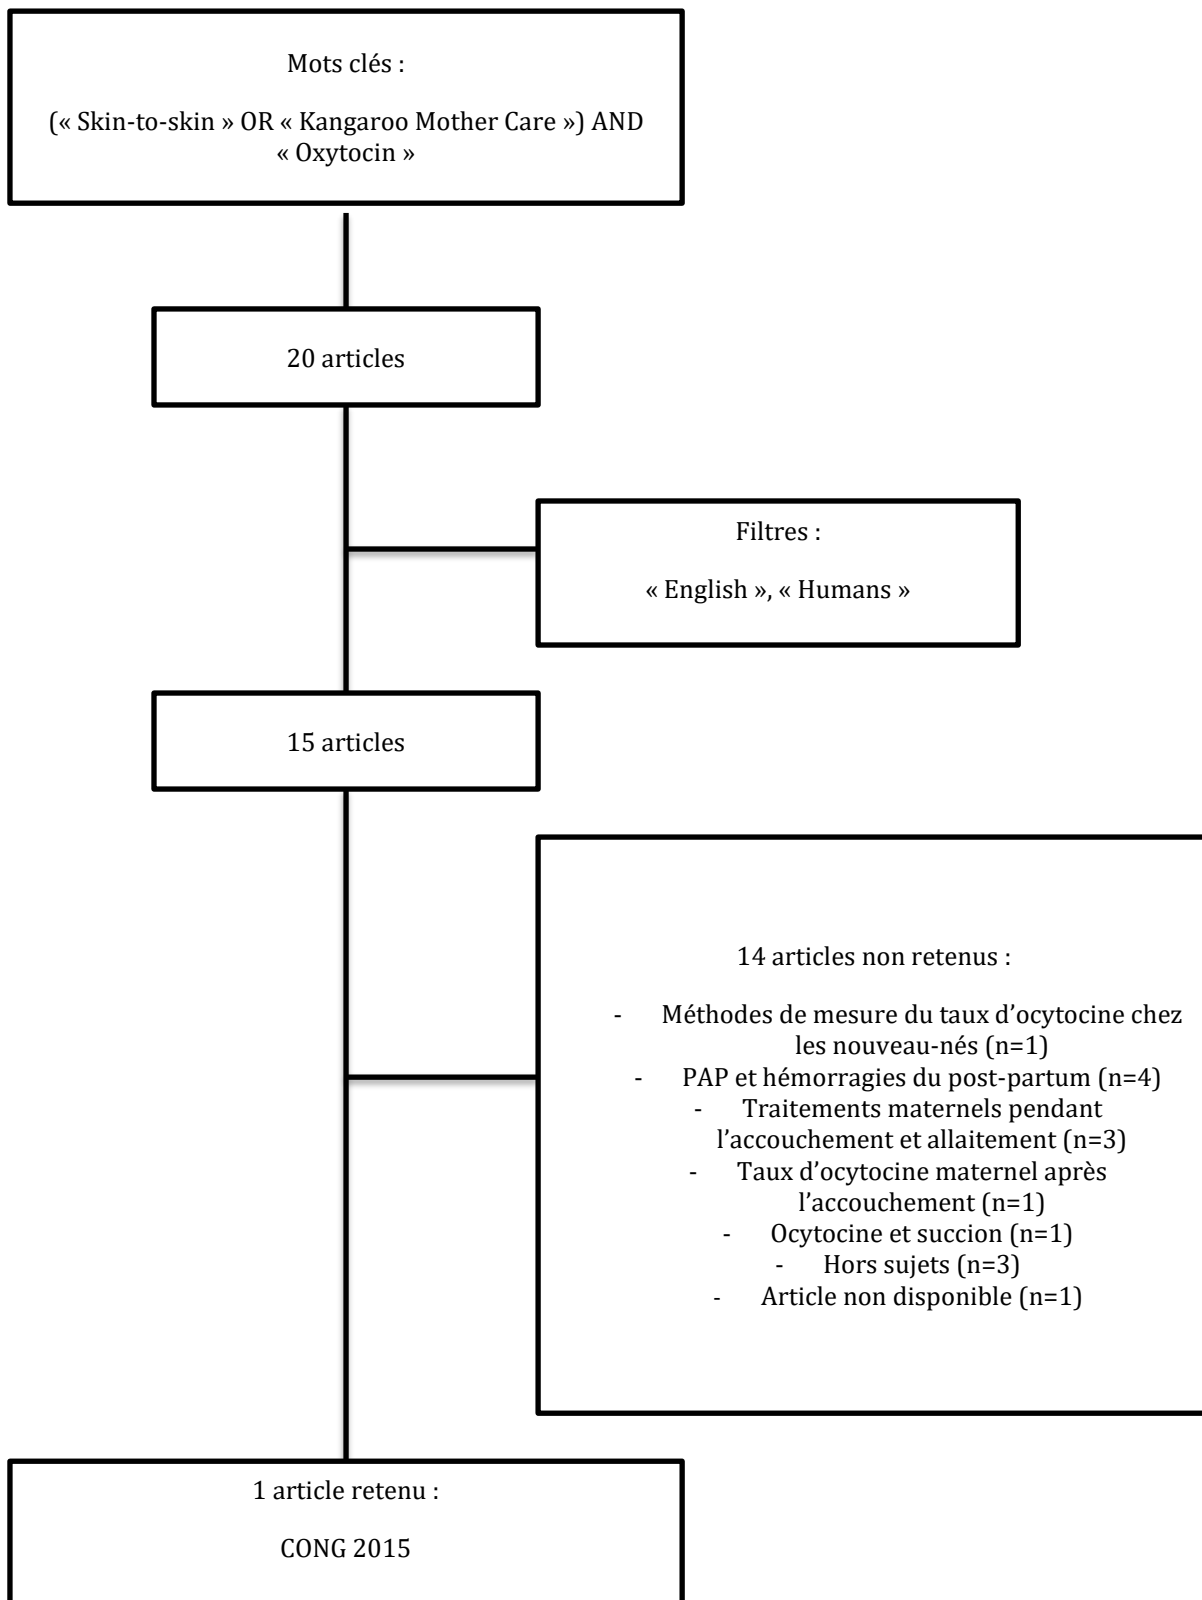 Mots clés :
(« Skin-to-skin » OR « Kangaroo Mother Care ») AND
« Oxytocin »
20 articles
Filtres :
« English », « Humans »
15 articles
14 articles non retenus :
- Méthodes de mesure du taux d’ocytocine chez
les nouveau-nés (n=1)
- PAP et hémorragies du post-partum (n=4)
- Traitements maternels pendant
l’accouchement et allaitement (n=3)
- Taux d’ocytocine maternel après
l’accouchement (n=1)
- Ocytocine et succion (n=1)
- Hors sujets (n=3)
- Article non disponible (n=1)
1 article retenu :
CONG 2015